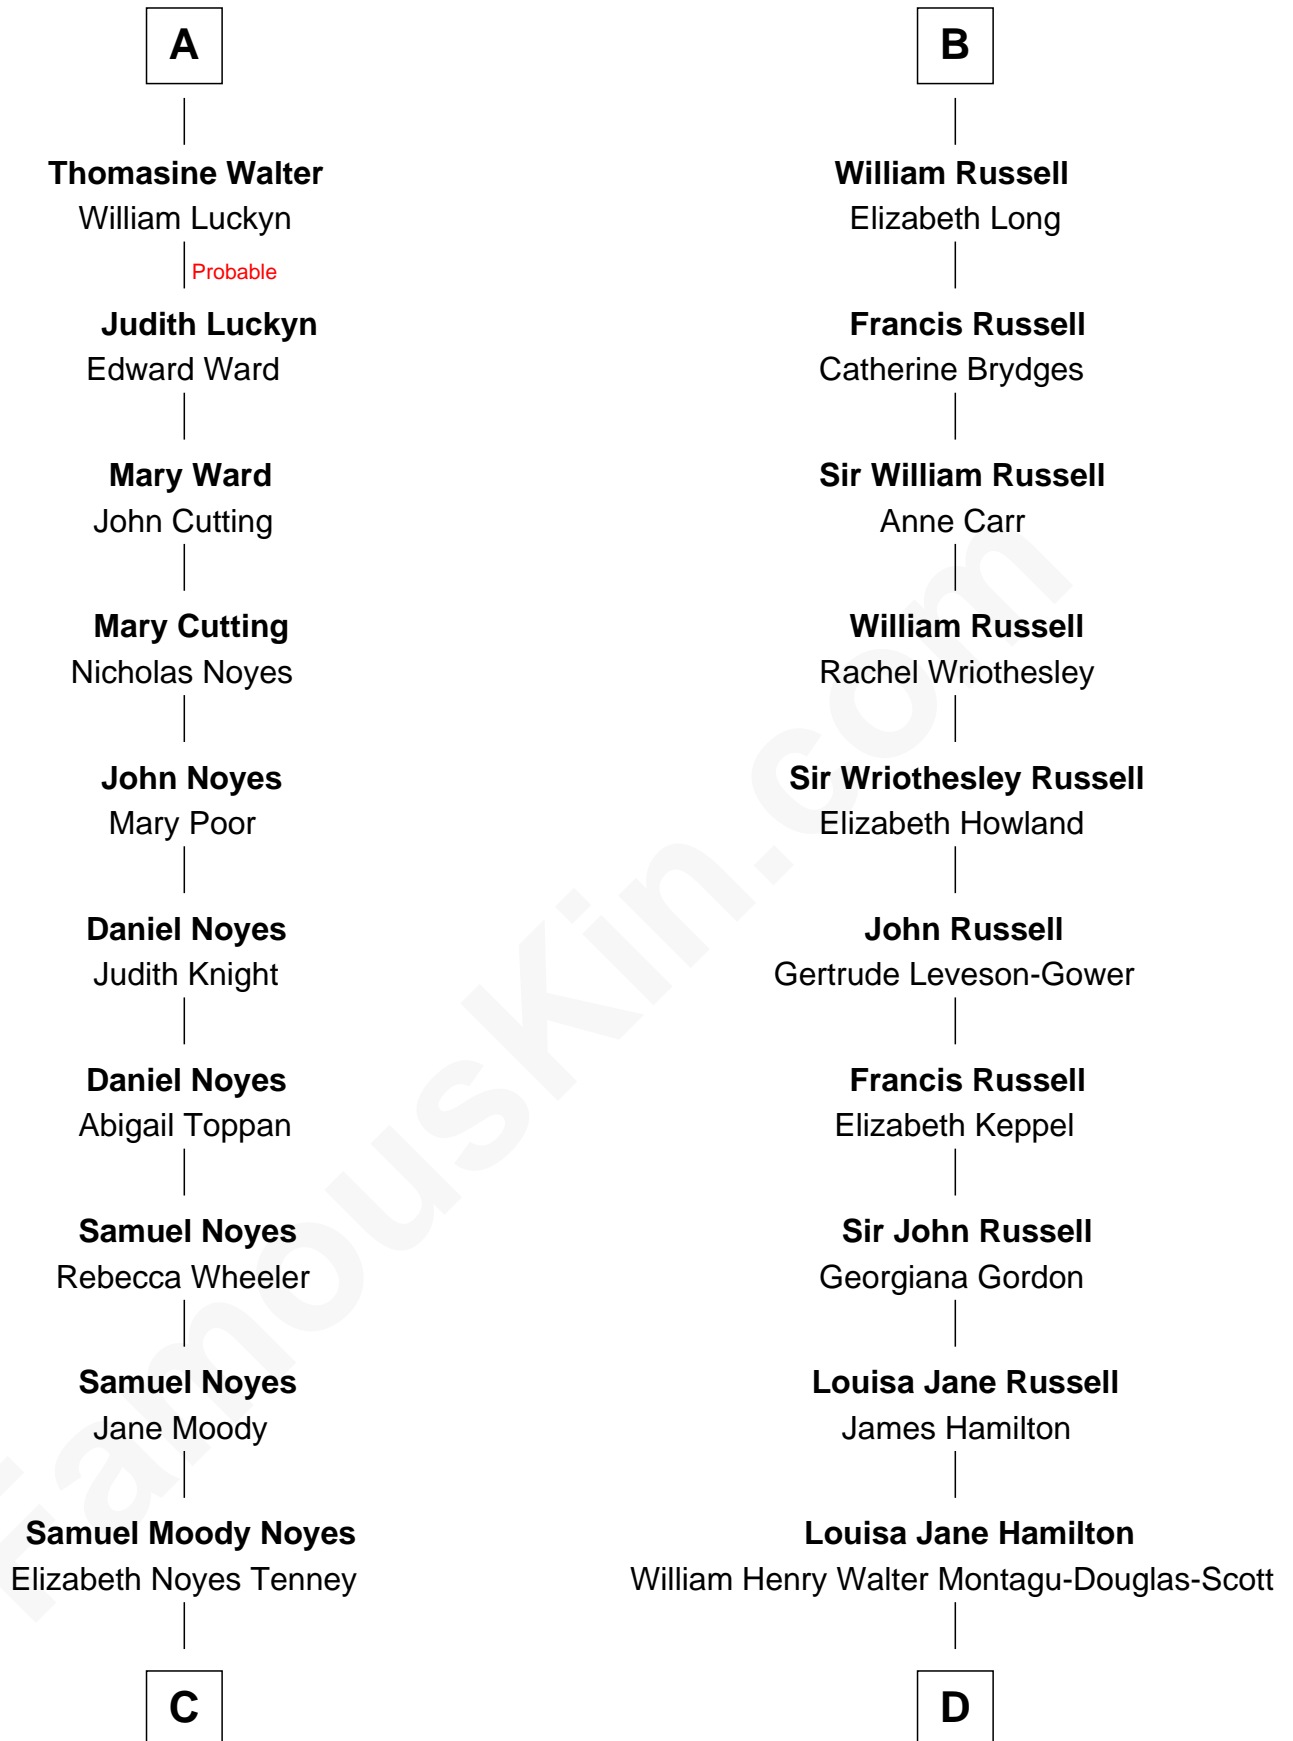 A
Thomasine Walter
William Luckyn
Probable
Judith Luckyn
Edward Ward
Mary Ward
John Cutting
Mary Cutting
Nicholas Noyes
John Noyes
Mary Poor
Daniel Noyes
Judith Knight
Daniel Noyes
Abigail Toppan
Samuel Noyes
Rebecca Wheeler
Samuel Noyes
Jane Moody
Samuel Moody Noyes
Elizabeth Noyes Tenney
C
B
William Russell
Elizabeth Long
Francis Russell
Catherine Brydges
Sir William Russell
Anne Carr
William Russell
Rachel Wriothesley
Sir Wriothesley Russell
Elizabeth Howland
John Russell
Gertrude Leveson-Gower
Francis Russell
Elizabeth Keppel
Sir John Russell
Georgiana Gordon
Louisa Jane Russell
James Hamilton
Louisa Jane Hamilton
William Henry Walter Montagu-Douglas-Scott
D
FamousKin.com